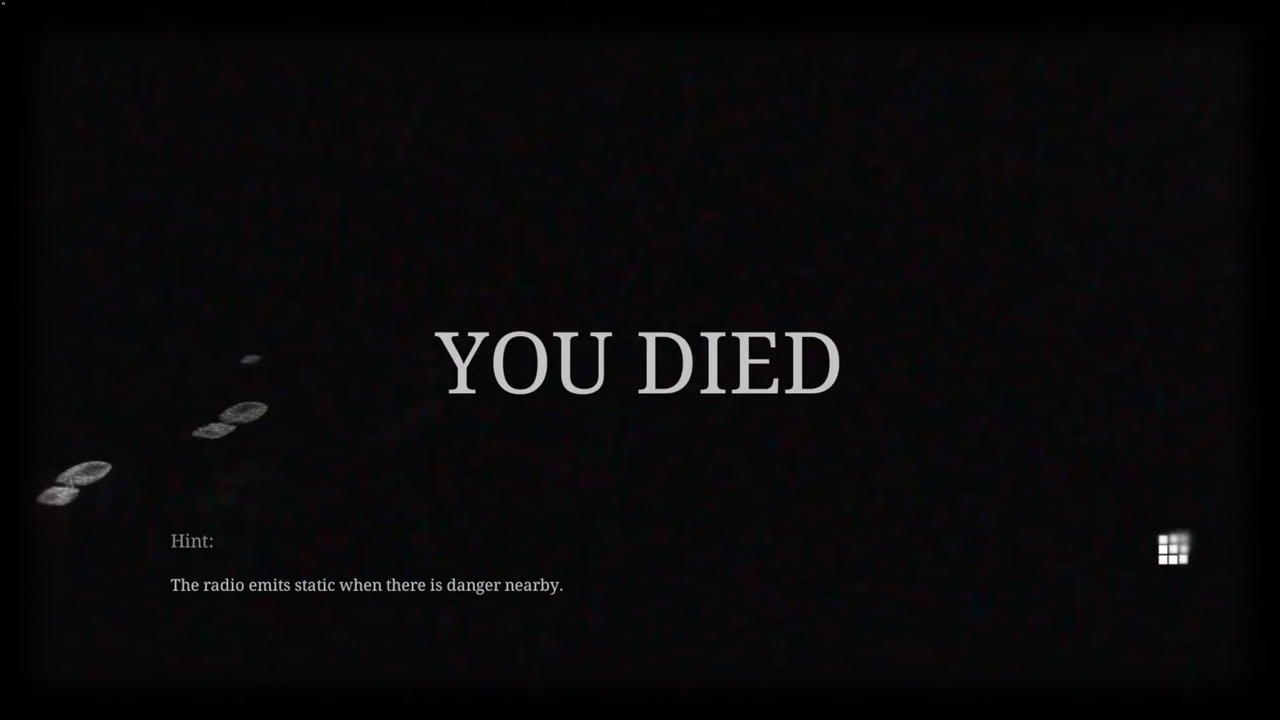 YOU DIED
Hint:
The radio emits static when there is danger nearby.